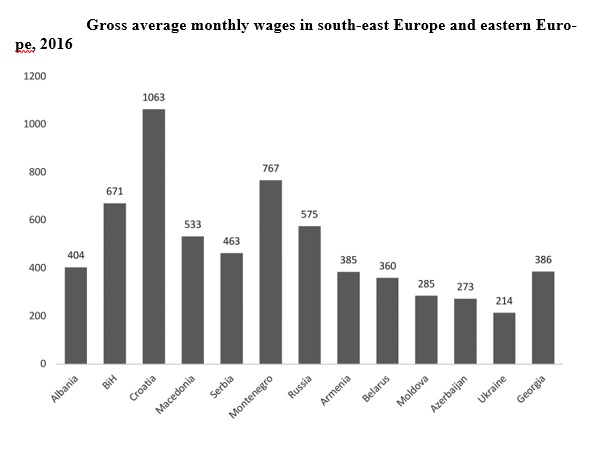 Gross average monthly wages in south-east Europe and eastern Euro-
pe, 2016
1200
1000
800
600
400
200
0
404
671
1063
533
463
767
575
385
360
285
273
214
386
Albania
BiH
Croatia
Macedonia
Serbia
Montenegro
Russia
Armenia
Belarus
Moldova
Azerbaijan
Ukraine
Georgia